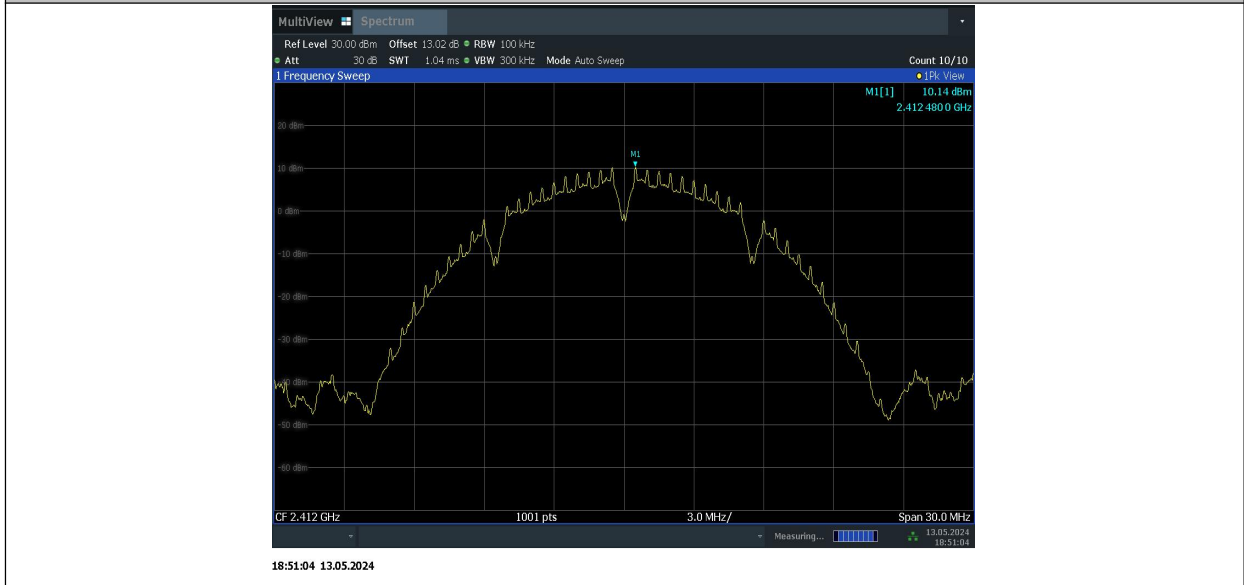 MultiView Spectrum
Ref Level 30.00 dBm Offset 13.02 dB RBW 100 kHz
Att 30 dB SWT 1.04 ms VBW 300 kHz Mode Auto Sweep Count 10/10
1 Frequency Sweep 1Pk View
M1[1] 10.14 dBm
2.412 480 0 GHz
20 dBm
M1
10 dBm
0 dBm
-10 dBm
-20 dBm
-30 dBm
-40 dBm
-50 dBm
-60 dBm
CF 2.412 GHz 1001 pts 3.0 MHz/ Span 30.0 MHz
Measuring... 13.05.2024
18:51:04
18:51:04 13.05.2024